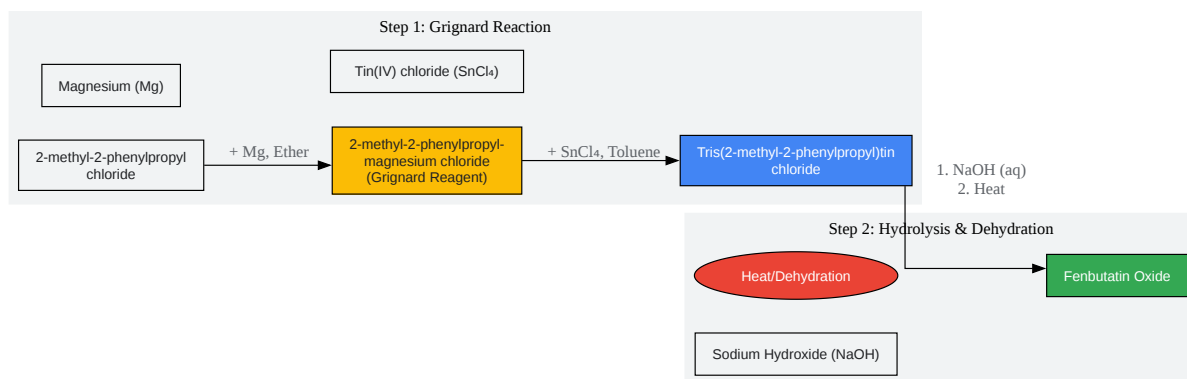 Step 1: Grignard Reaction
Magnesium (Mg)
Tin(IV) chloride (SnCl₄)
2-methyl-2-phenylpropyl
chloride
+ Mg, Ether
2-methyl-2-phenylpropyl-
magnesium chloride
(Grignard Reagent)
+ SnCl₄, Toluene
Tris(2-methyl-2-phenylpropyl)tin
chloride
1. NaOH (aq)
2. Heat
Step 2: Hydrolysis & Dehydration
Heat/Dehydration
Fenbutatin Oxide
Sodium Hydroxide (NaOH)